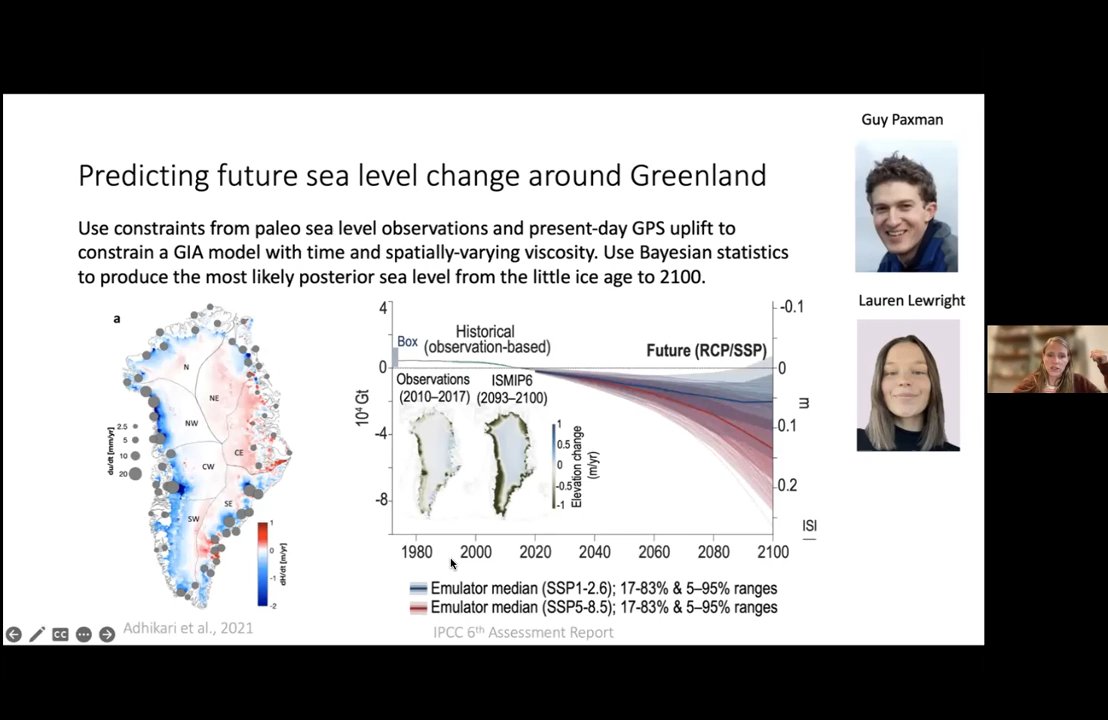 Guy Paxman
Predicting future sea level change around Greenland
Use constraints from paleo sea level observations and present-day GPS uplift to
constrain a GIA model with time and spatially-varying viscosity. Use Bayesian statistics
to produce the most likely posterior sea level from the little ice age to 2100.
Lauren Lewright
a
N
NE
NW
CW
CE
SW
SE
du/dt [mm/yr]
2.5
5
10
20
1
0
-1
-2
dH/dt [m/yr]
Adhikari et al., 2021
4
0
-4
-8
10⁴ Gt
Box
Historical
(observation-based)
Future (RCP/SSP)
Observations
(2010–2017)
ISMIP6
(2093–2100)
1
0.5
0
-0.5
-1
Elevation change
(m/yr)
-0.1
0
0.1
0.2
m
1980
2000
2020
2040
2060
2080
2100
Emulator median (SSP1-2.6); 17-83% & 5–95% ranges
Emulator median (SSP5-8.5); 17-83% & 5–95% ranges
CC
IPCC 6th Assessment Report